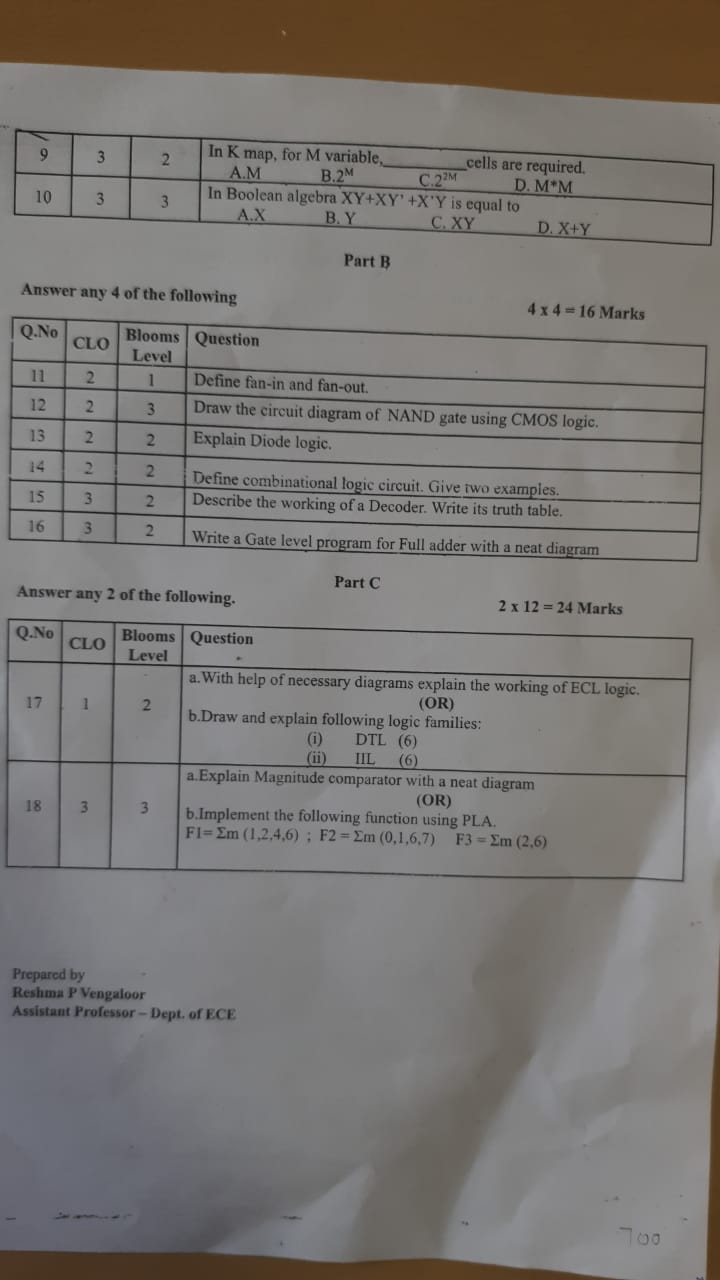 9 3 2 In K map, for M variable,________cells are required.
A.M B.2ᴹ C.2²ᴹ D. M*M
10 3 3 In Boolean algebra XY+XY' +X'Y is equal to
A.X B. Y C. XY D. X+Y
Part B
Answer any 4 of the following 4 x 4 = 16 Marks
Q.No CLO Blooms Level Question
11 2 1 Define fan-in and fan-out.
12 2 3 Draw the circuit diagram of NAND gate using CMOS logic.
13 2 2 Explain Diode logic.
14 2 2 Define combinational logic circuit. Give two examples.
15 3 2 Describe the working of a Decoder. Write its truth table.
16 3 2 Write a Gate level program for Full adder with a neat diagram
Part C
Answer any 2 of the following. 2 x 12 = 24 Marks
Q.No CLO Blooms Level Question
a.With help of necessary diagrams explain the working of ECL logic.
17 1 2 (OR)
b.Draw and explain following logic families:
(i) DTL (6)
(ii) IIL (6)
a.Explain Magnitude comparator with a neat diagram
18 3 3 (OR)
b.Implement the following function using PLA.
F1= Σm (1,2,4,6) ; F2 = Σm (0,1,6,7) F3 = Σm (2,6)
Prepared by
Reshma P Vengaloor
Assistant Professor – Dept. of ECE
700